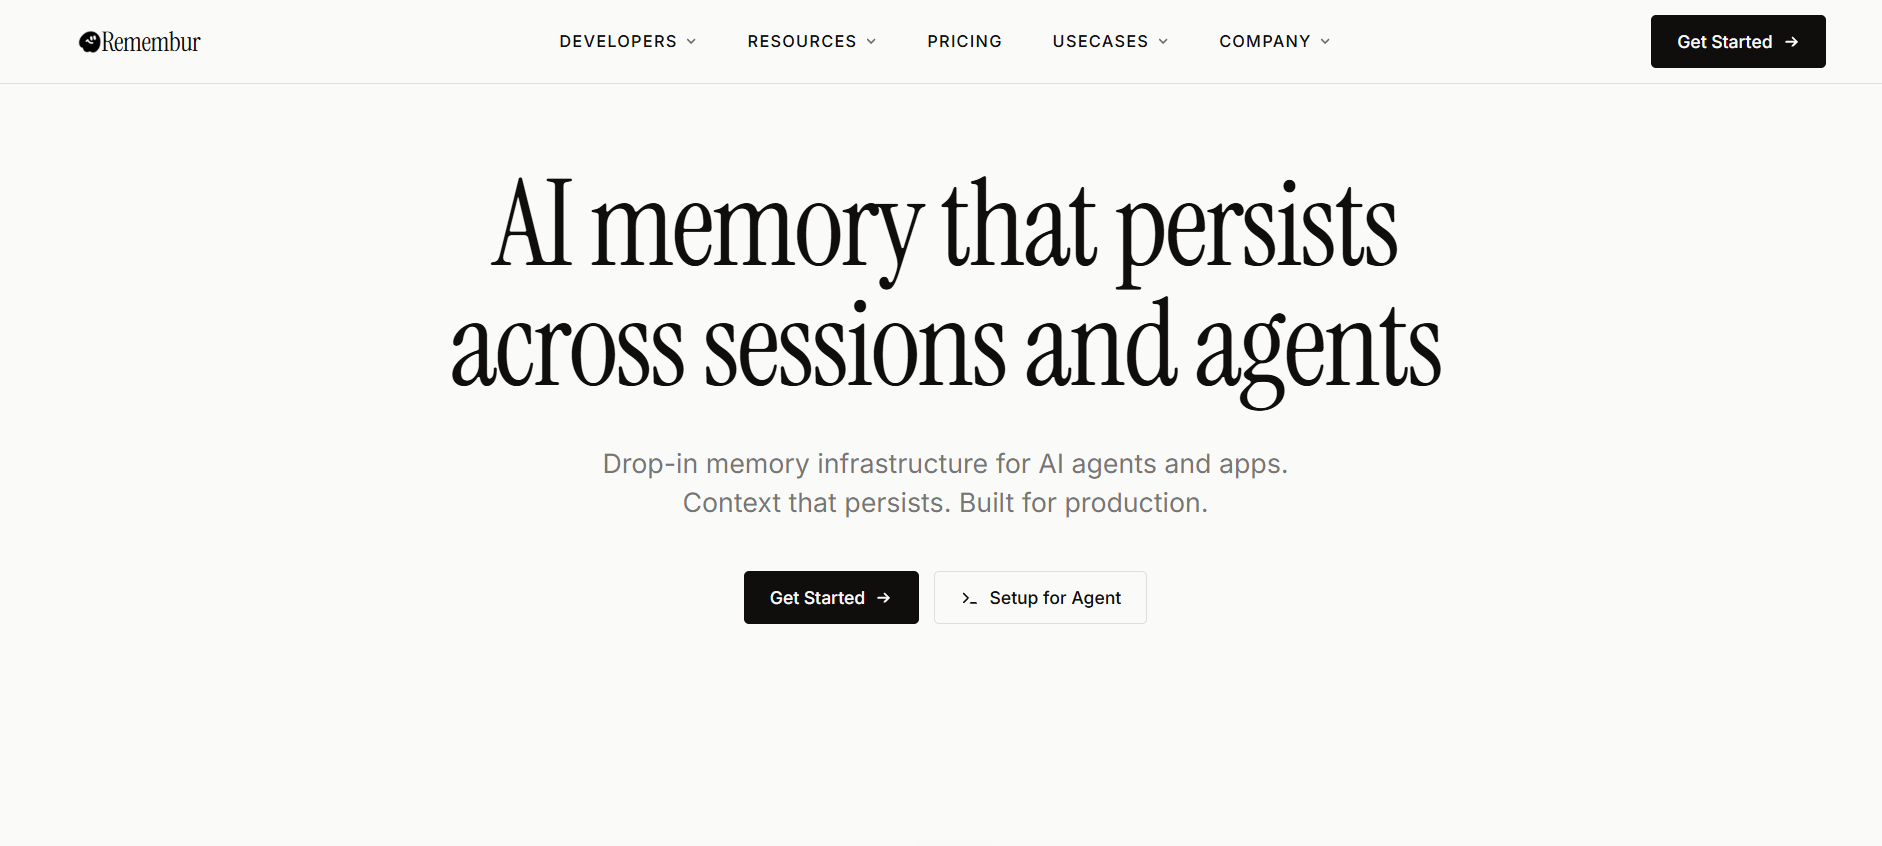 Remembur
DEVELOPERS
RESOURCES
PRICING
USECASES
COMPANY
Get Started
AI memory that persists
across sessions and agents
Drop-in memory infrastructure for AI agents and apps.
Context that persists. Built for production.
Get Started
Setup for Agent